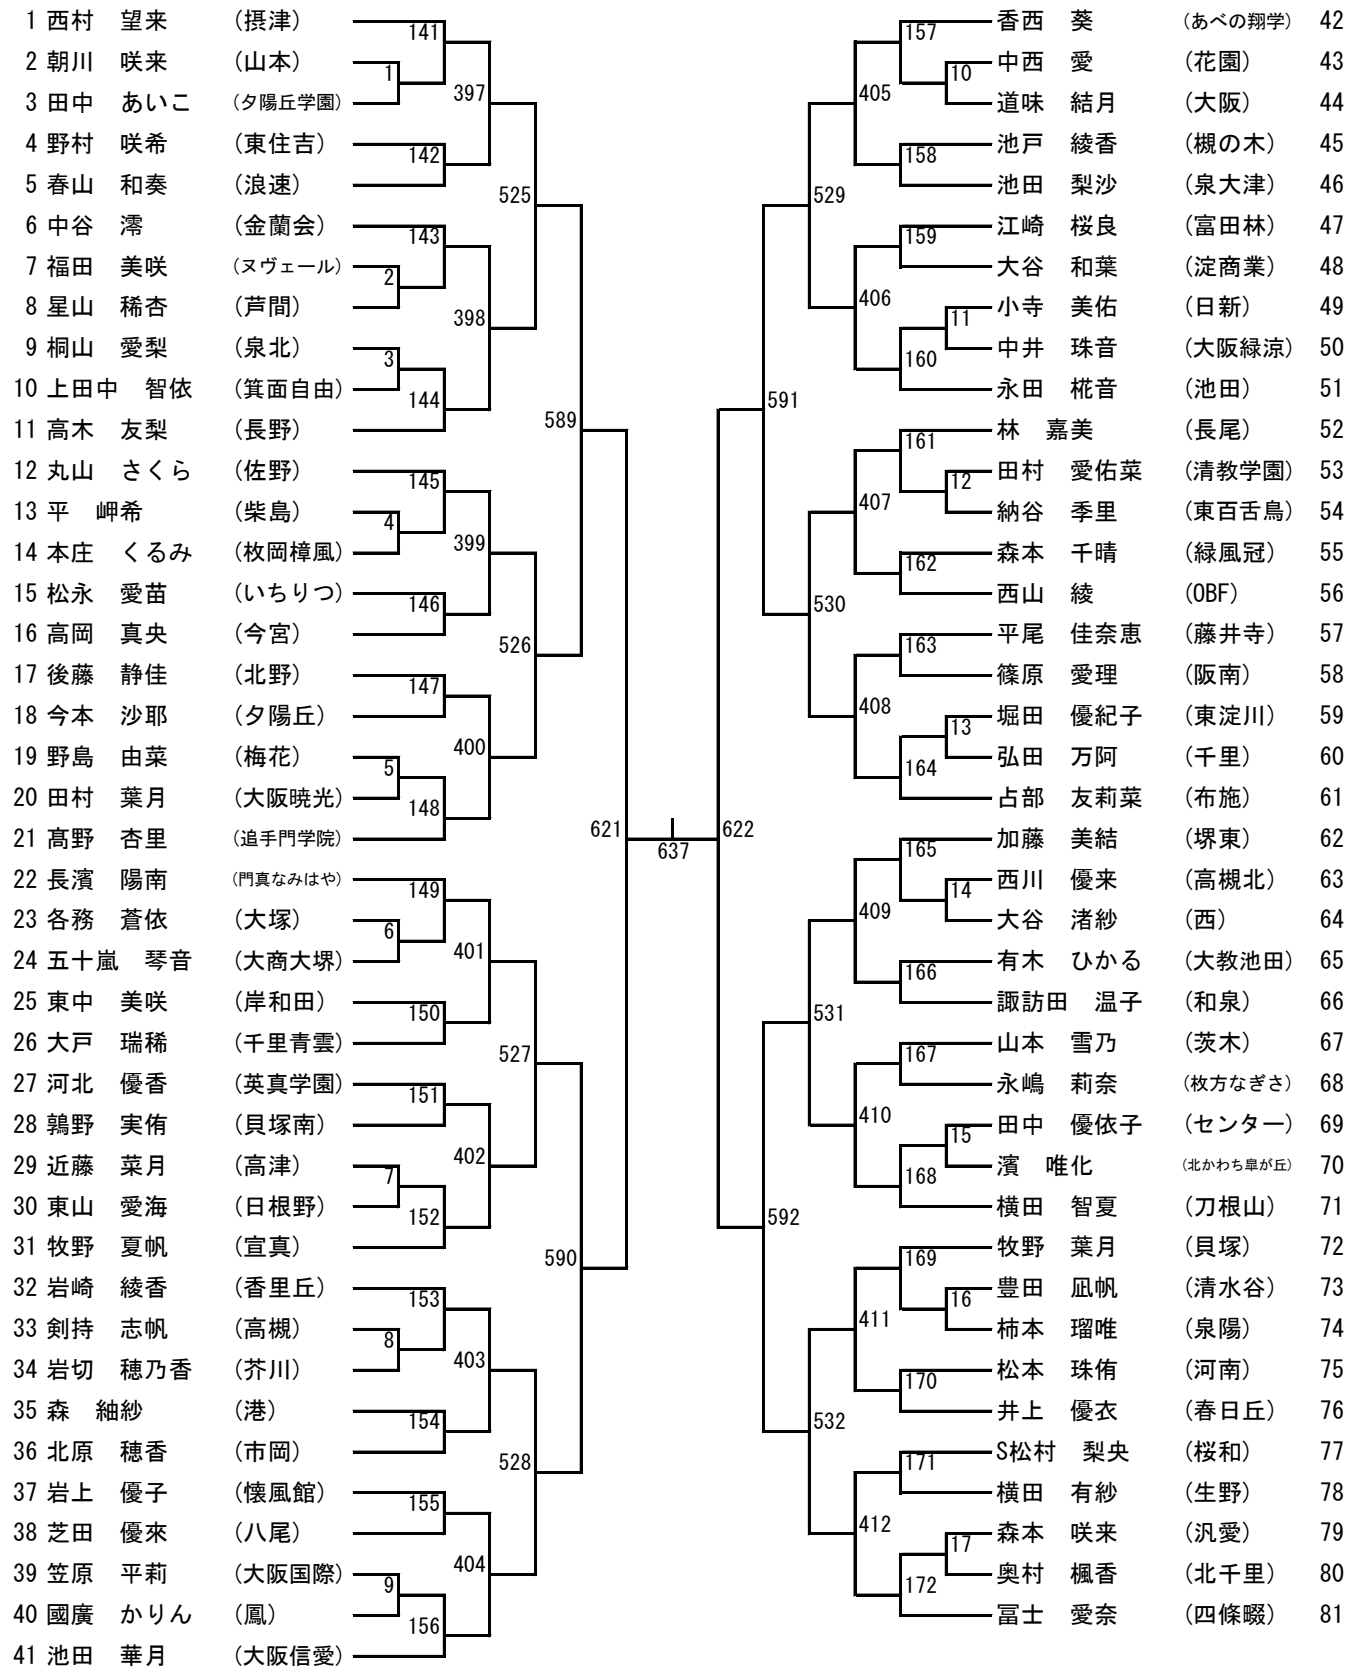 1 西村 望来 (摂津)
2 朝川 咲来 (山本)
3 田中 あいこ (夕陽丘学園)
4 野村 咲希 (東住吉)
5 春山 和奏 (浪速)
6 中谷 澪 (金蘭会)
7 福田 美咲 (ヌヴェール)
8 星山 稀杏 (芦間)
9 桐山 愛梨 (泉北)
10 上田中 智依 (箕面自由)
11 高木 友梨 (長野)
12 丸山 さくら (佐野)
13 平 岬希 (柴島)
14 本庄 くるみ (枚岡樟風)
15 松永 愛苗 (いちりつ)
16 高岡 真央 (今宮)
17 後藤 静佳 (北野)
18 今本 沙耶 (夕陽丘)
19 野島 由菜 (梅花)
20 田村 葉月 (大阪暁光)
21 髙野 杏里 (追手門学院)
22 長濱 陽南 (門真なみはや)
23 各務 蒼依 (大塚)
24 五十嵐 琴音 (大商大堺)
25 東中 美咲 (岸和田)
26 大戸 瑞稀 (千里青雲)
27 河北 優香 (英真学園)
28 鶉野 実侑 (貝塚南)
29 近藤 菜月 (高津)
30 東山 愛海 (日根野)
31 牧野 夏帆 (宣真)
32 岩崎 綾香 (香里丘)
33 剣持 志帆 (高槻)
34 岩切 穂乃香 (芥川)
35 森 紬紗 (港)
36 北原 穂香 (市岡)
37 岩上 優子 (懐風館)
38 芝田 優來 (八尾)
39 笠原 平莉 (大阪国際)
40 國廣 かりん (鳳)
41 池田 華月 (大阪信愛)
141
1
142
143
2
3
144
145
4
146
147
5
148
149
6
150
151
7
152
153
8
154
155
9
156
397
398
399
400
401
402
403
404
525
526
527
528
589
590
621
637
622
591
592
529
530
531
532
405
406
407
408
409
410
411
412
157
10
158
159
11
160
161
12
162
163
13
164
165
14
166
167
15
168
169
16
170
171
17
172
香西 葵 (あべの翔学) 42
中西 愛 (花園) 43
道味 結月 (大阪) 44
池戸 綾香 (槻の木) 45
池田 梨沙 (泉大津) 46
江崎 桜良 (富田林) 47
大谷 和葉 (淀商業) 48
小寺 美佑 (日新) 49
中井 珠音 (大阪緑涼) 50
永田 椛音 (池田) 51
林 嘉美 (長尾) 52
田村 愛佑菜 (清教学園) 53
納谷 季里 (東百舌鳥) 54
森本 千晴 (緑風冠) 55
西山 綾 (OBF) 56
平尾 佳奈恵 (藤井寺) 57
篠原 愛理 (阪南) 58
堀田 優紀子 (東淀川) 59
弘田 万阿 (千里) 60
占部 友莉菜 (布施) 61
加藤 美結 (堺東) 62
西川 優来 (高槻北) 63
大谷 渚紗 (西) 64
有木 ひかる (大教池田) 65
諏訪田 温子 (和泉) 66
山本 雪乃 (茨木) 67
永嶋 莉奈 (枚方なぎさ) 68
田中 優依子 (センター) 69
濱 唯化 (北かわち皐が丘) 70
横田 智夏 (刀根山) 71
牧野 葉月 (貝塚) 72
豊田 凪帆 (清水谷) 73
柿本 瑠唯 (泉陽) 74
松本 珠侑 (河南) 75
井上 優衣 (春日丘) 76
S松村 梨央 (桜和) 77
横田 有紗 (生野) 78
森本 咲来 (汎愛) 79
奥村 楓香 (北千里) 80
冨士 愛奈 (四條畷) 81